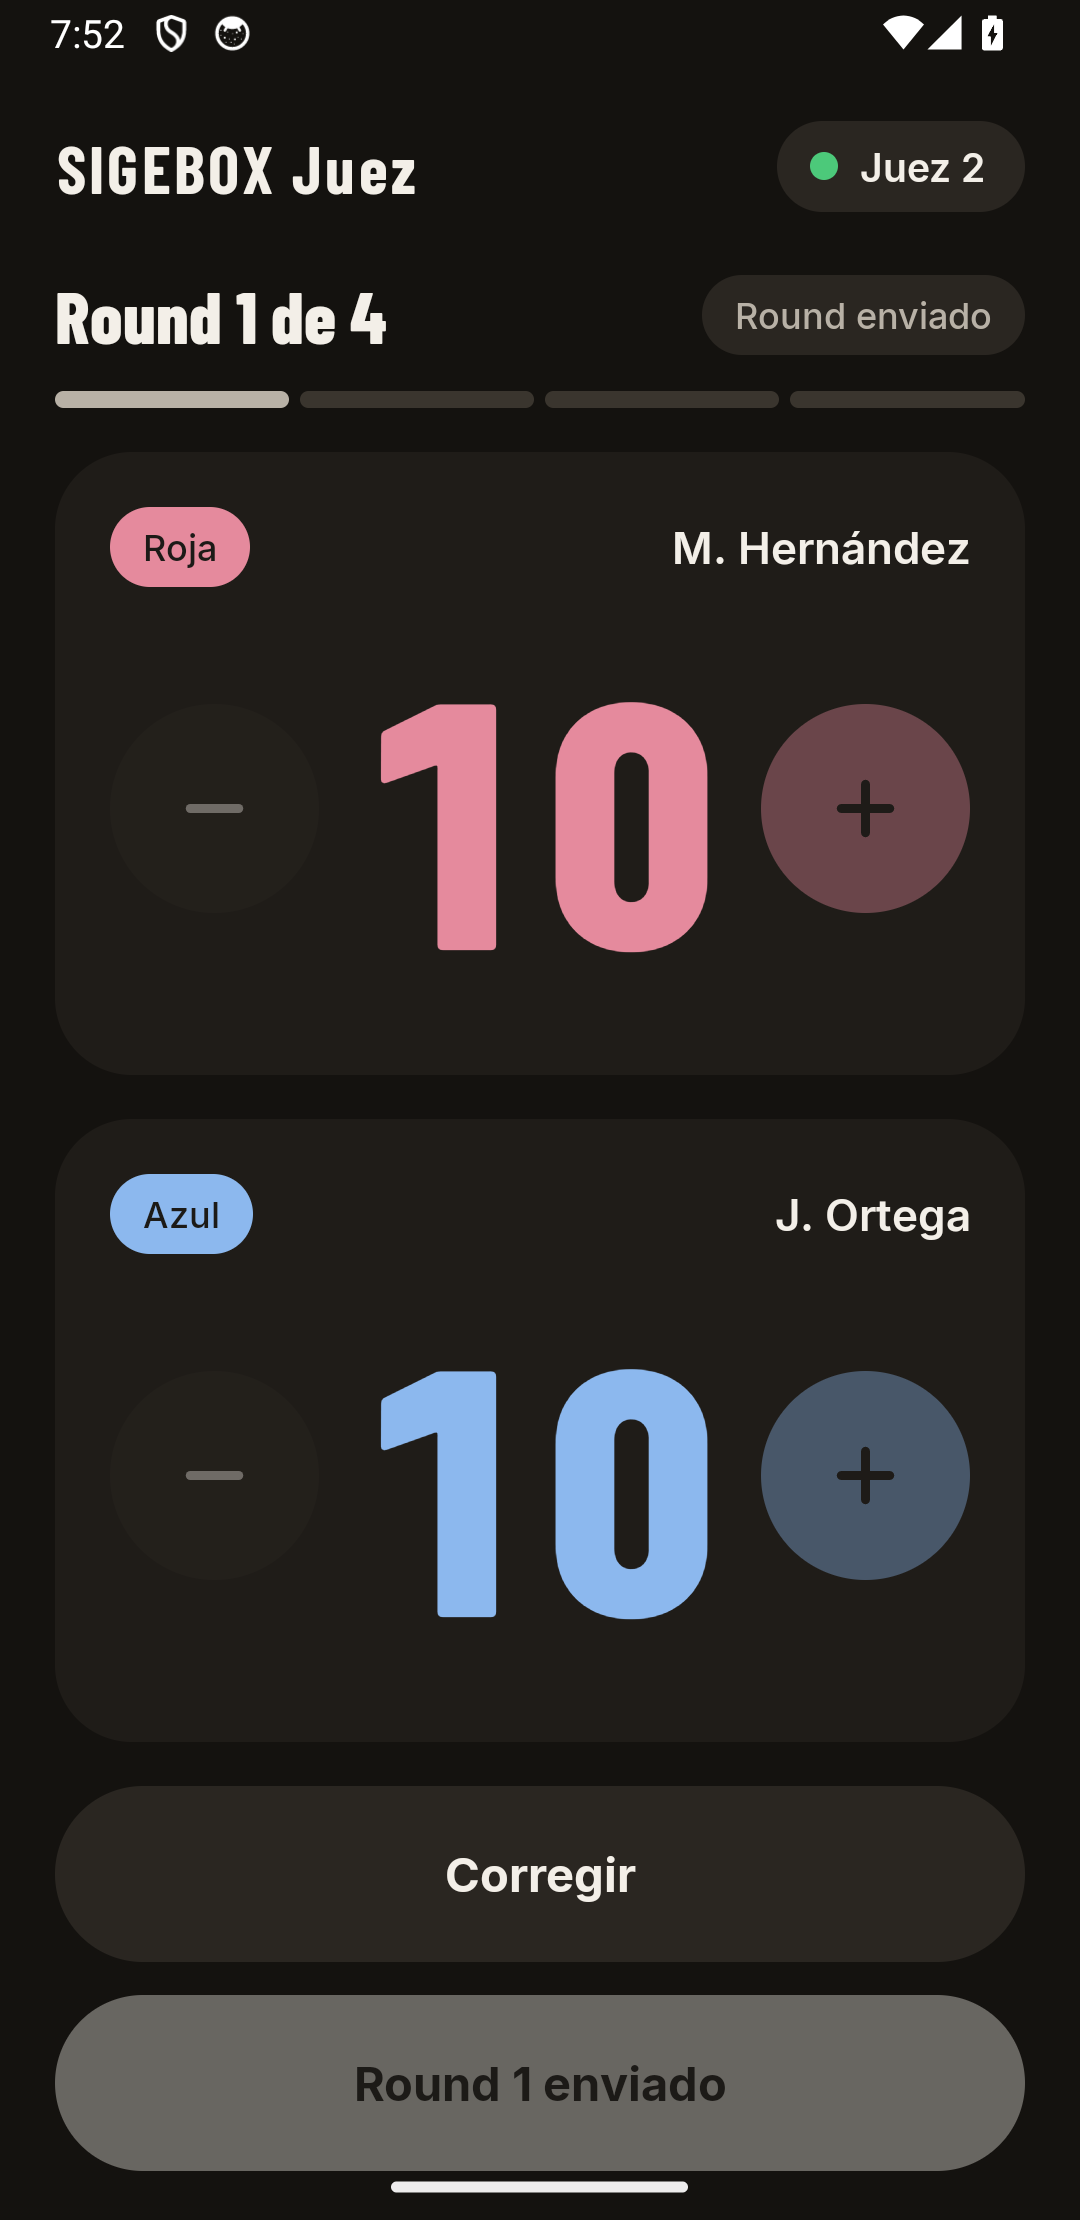 7:52
SIGEBOX Juez
Juez 2
Round 1 de 4
Round enviado
Roja
M. Hernández
− 10 +
Azul
J. Ortega
− 10 +
Corregir
Round 1 enviado